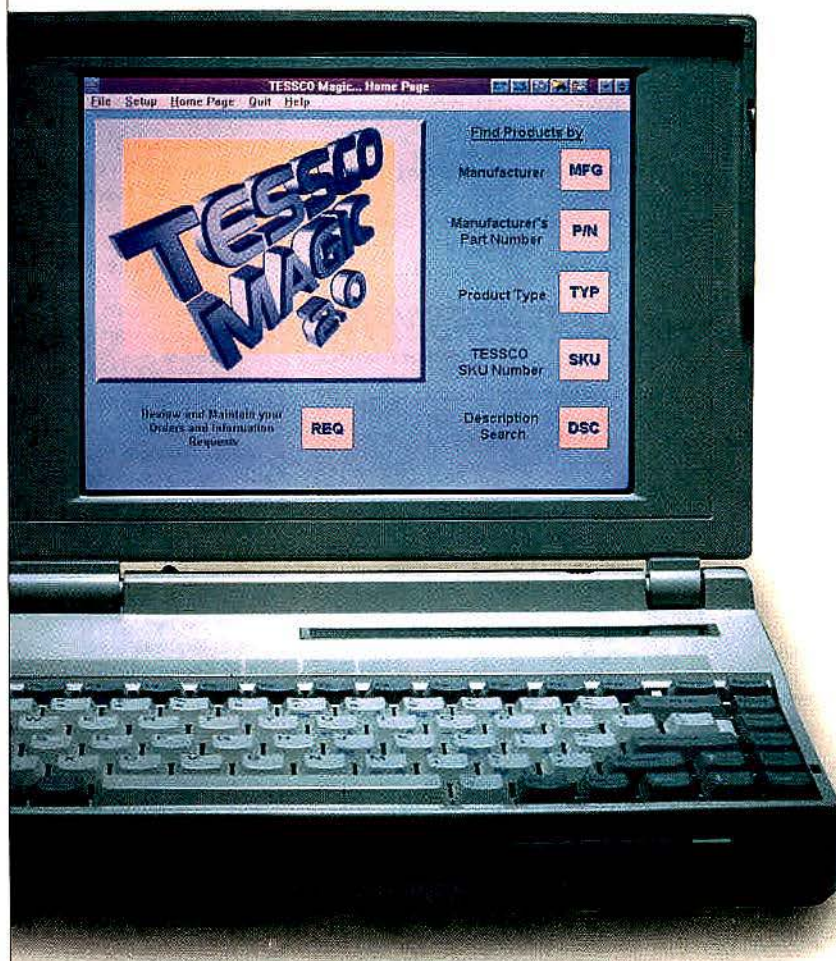 TESSCO Magic... Home Page
File Setup Home Page Quit Help
TESSCO
MAGIC
2.0
Find Products by
Manufacturer MFG
Manufacturer's
Part Number P/N
Product Type TYP
TESSCO
SKU Number SKU
Description
Search DSC
Review and Maintain your
Orders and Information
Requests REQ